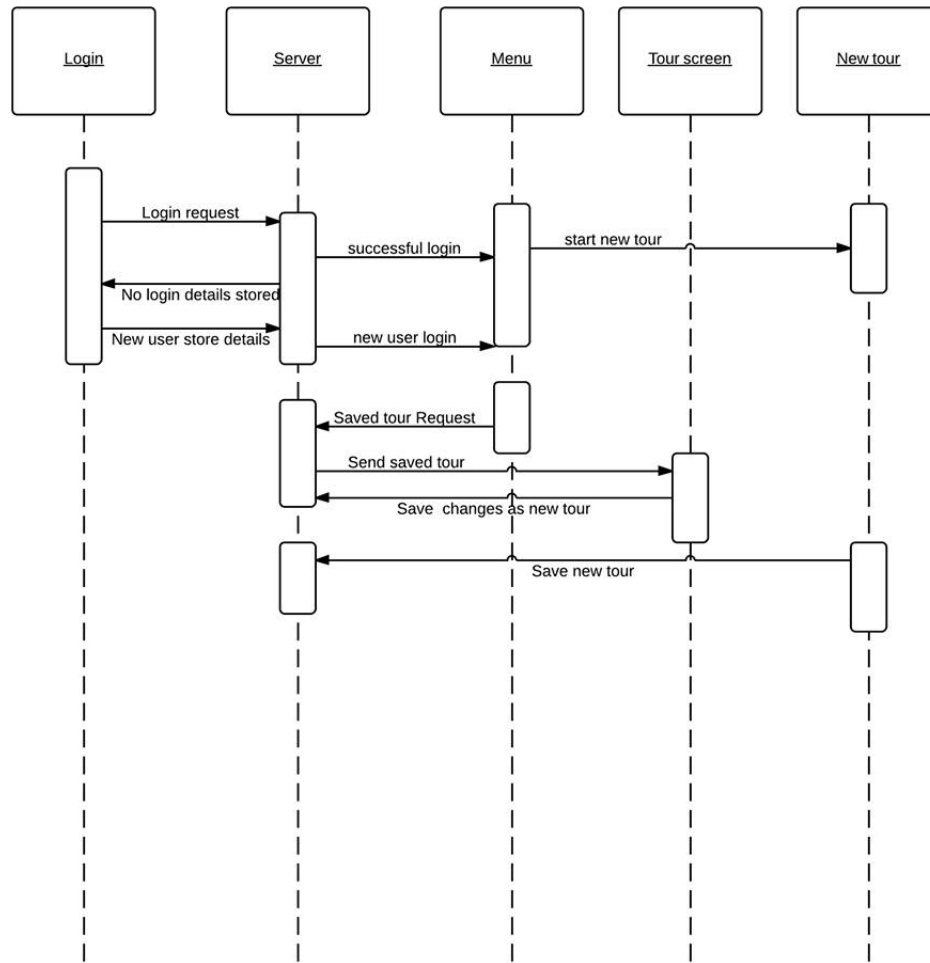 Login
Server
Menu
Tour screen
New tour
Login request
start new tour
successful login
No login details stored
New user store details
new user login
Saved tour Request
Send saved tour
Save  changes as new tour
Save new tour